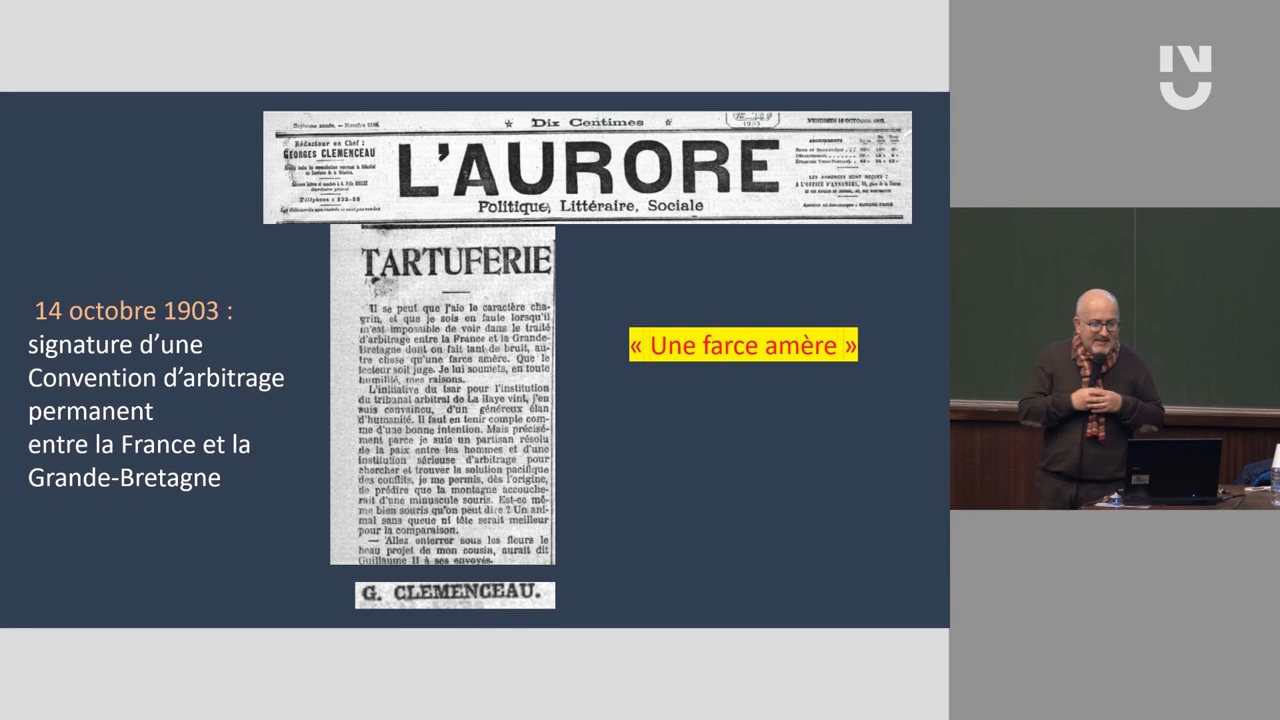 Dix Centimes
Rédacteur en Chef :
GEORGES CLEMENCEAU
L'AURORE
Politique, Littéraire, Sociale
ABONNEMENTS
LES ANNONCES SONT REÇUES :
TARTUFERIE
Il se peut que j'aie le caractère cha-
grin, et que je sois en faute lorsqu'il
m'est impossible de voir dans le traité
d'arbitrage entre la France et la Grande-
Bretagne dont on fait tant de bruit, au-
tre chose qu'une farce amère. Que le
lecteur soit juge. Je lui soumets, en toute
humilité, mes raisons.
L'initiative du tsar pour l'institution
du tribunal arbitral de La Haye vint, j'en
suis convaincu, d'un généreux élan
d'humanité. Il faut en tenir compte com-
me d'une bonne intention. Mais précisé-
ment parce je suis un partisan résolu
de la paix entre les hommes et d'une
institution sérieuse d'arbitrage pour
chercher et trouver la solution pacifique
des conflits, je me permis, dès l'origine,
de prédire que la montagne accouche-
rait d'une minuscule souris. Est-ce mê-
me bien souris qu'on peut dire ? Un ani-
mal sans queue ni tête serait meilleur
pour la comparaison.
— Allez enterrer sous les fleurs le
beau projet de mon cousin, aurait dit
Guillaume II à ses envoyés.
G. CLEMENCEAU.
14 octobre 1903 :
signature d'une
Convention d'arbitrage
permanent
entre la France et la
Grande-Bretagne
« Une farce amère »